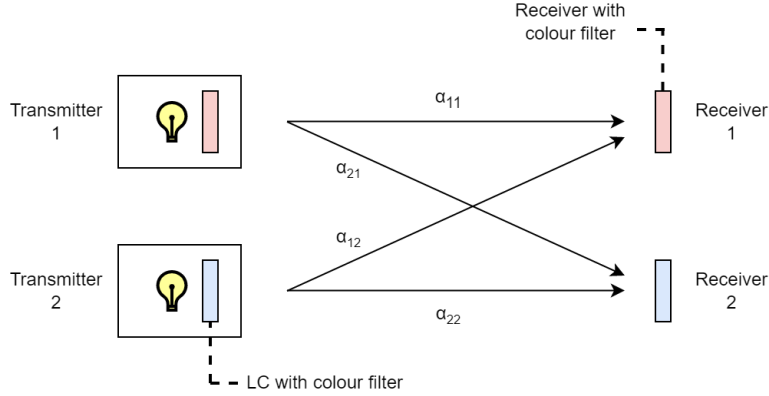 Receiver with
colour filter
Transmitter
1
α11
Receiver
1
α21
α12
Transmitter
2
α22
Receiver
2
LC with colour filter